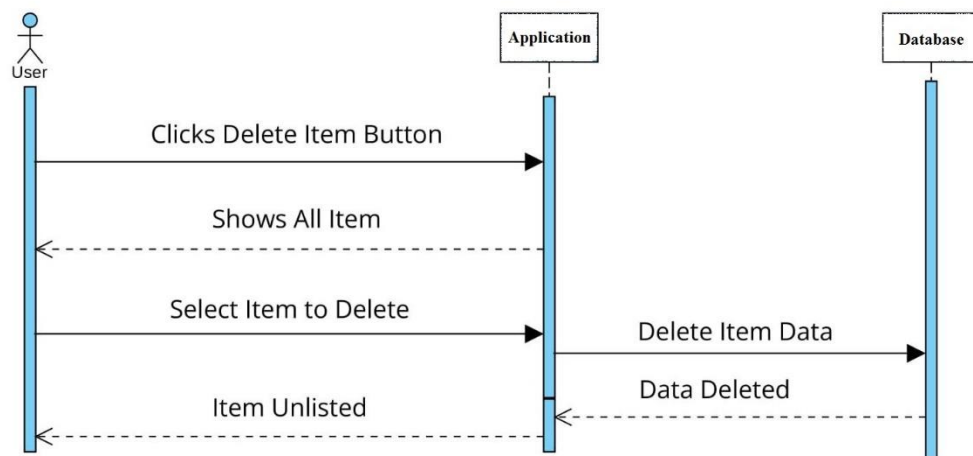 User
Application
Database
Clicks Delete Item Button
Shows All Item
Select Item to Delete
Delete Item Data
Data Deleted
Item Unlisted